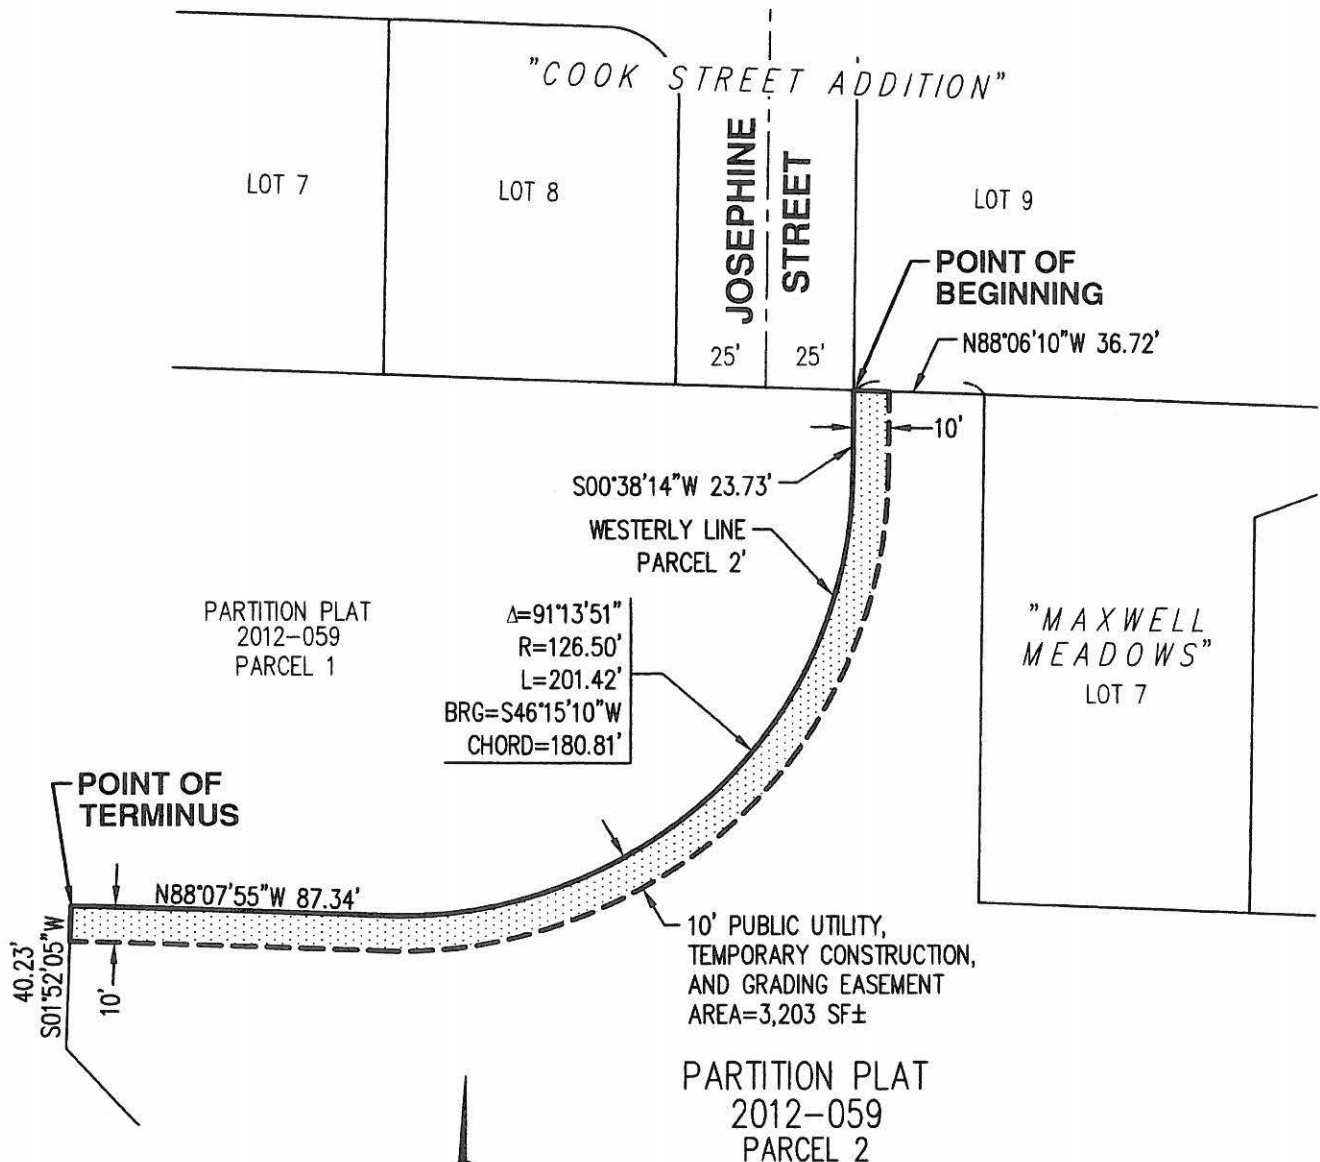 "COOK STREET ADDITION"
LOT 7
LOT 8
JOSEPHINE
STREET
LOT 9
POINT OF
BEGINNING
25'
25'
N88°06'10"W 36.72'
10'
S00°38'14"W 23.73'
WESTERLY LINE
PARCEL 2'
PARTITION PLAT
2012-059
PARCEL 1
Δ=91°13'51"
R=126.50'
L=201.42'
BRG=S46°15'10"W
CHORD=180.81'
"MAXWELL
MEADOWS"
LOT 7
POINT OF
TERMINUS
N88°07'55"W 87.34'
40.23'
S01°52'05"W
10'
10' PUBLIC UTILITY,
TEMPORARY CONSTRUCTION,
AND GRADING EASEMENT
AREA=3,203 SF±
PARTITION PLAT
2012-059
PARCEL 2